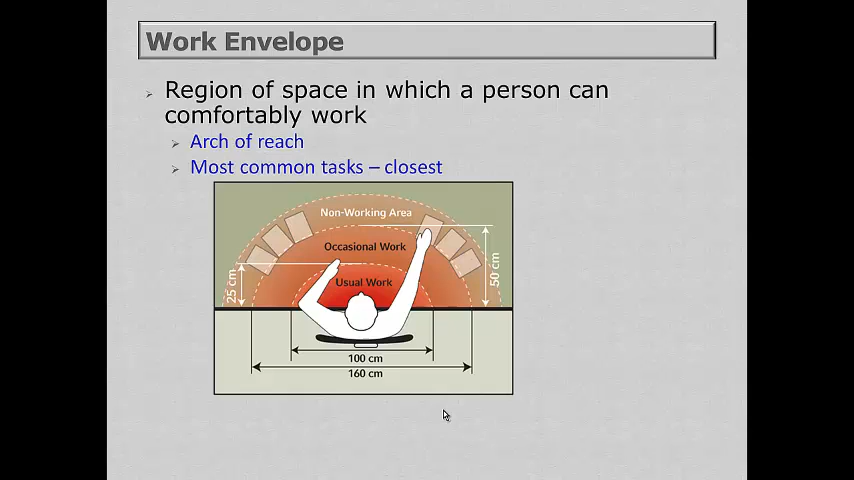 Work Envelope
Region of space in which a person can
comfortably work
Arch of reach
Most common tasks – closest
Non-Working Area
Occasional Work
Usual Work
25 cm
50 cm
100 cm
160 cm